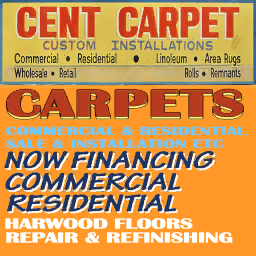 CENT CARPET
CUSTOM INSTALLATIONS
Commercial • Residential • Linoleum • Area Rugs
Wholesale • Retail Rolls • Remnants
CARPETS
COMMERCIAL & RESIDENTIAL
SALE & INSTALLATION ETC
NOW FINANCING
COMMERCIAL
RESIDENTIAL
HARWOOD FLOORS
REPAIR & REFINISHING